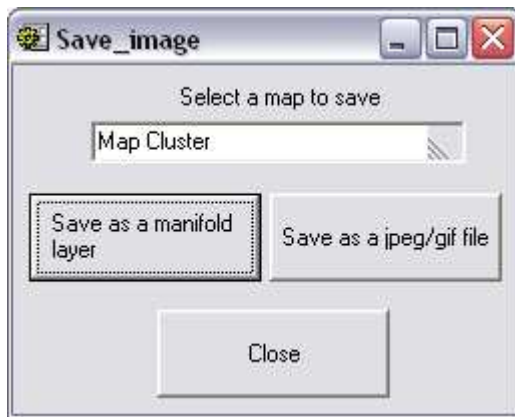 Save_image
Select a map to save
Map Cluster
Save as a manifold
layer
Save as a jpeg/gif file
Close